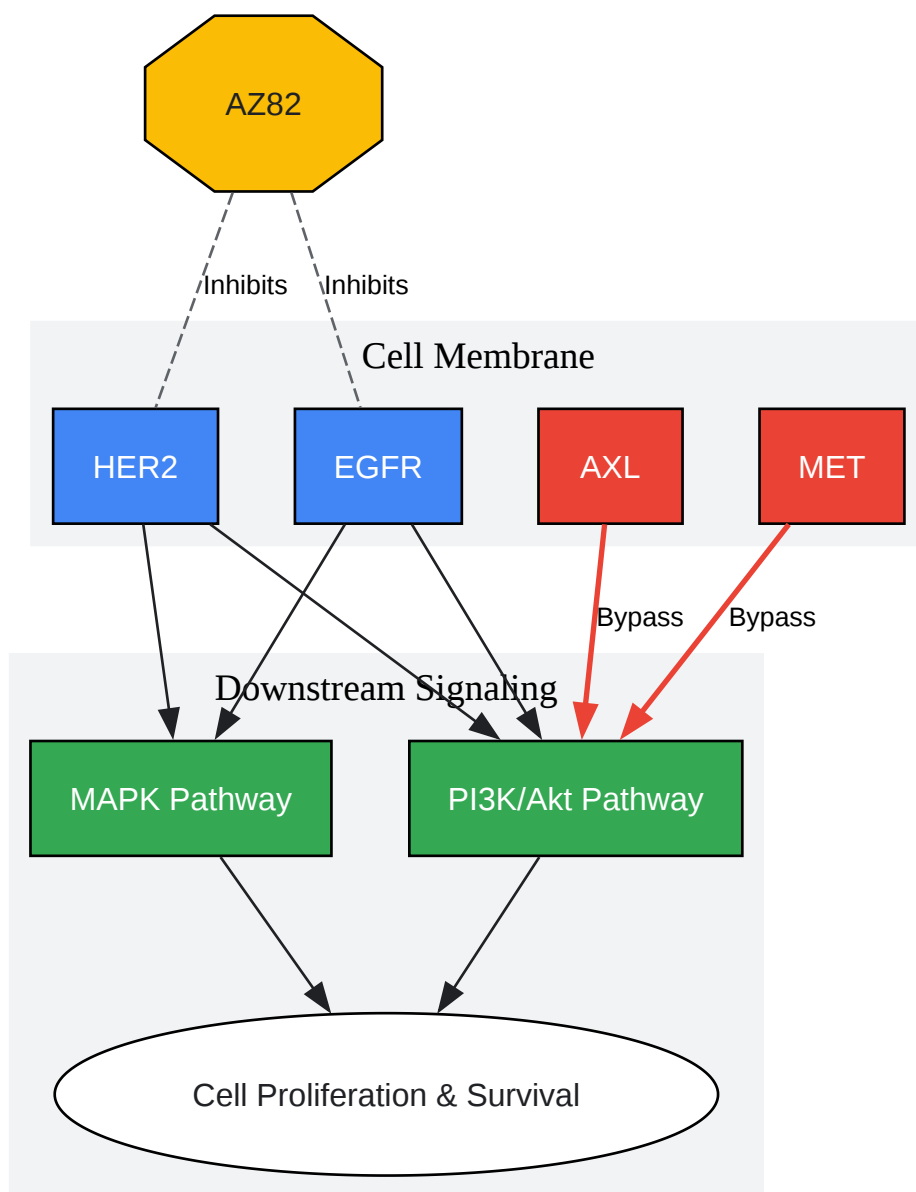 AZ82
Inhibits
Inhibits
Cell Membrane
HER2
EGFR
AXL
MET
Bypass
Bypass
Downstream Signaling
MAPK Pathway
PI3K/Akt Pathway
Cell Proliferation & Survival